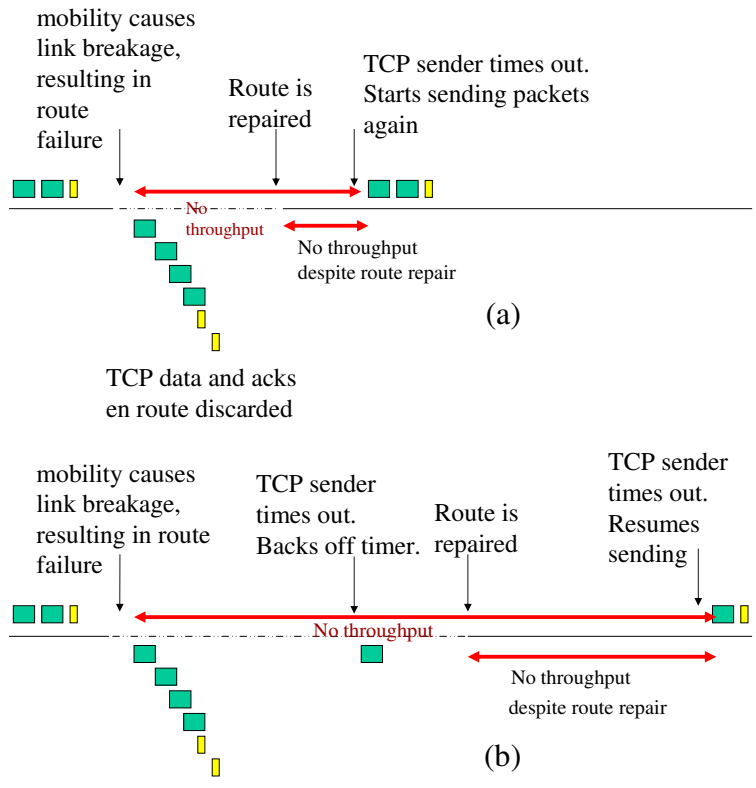 mobility causes
link breakage,
resulting in
route
failure
Route is
repaired
TCP sender times out.
Starts sending packets
again
No
throughput
No throughput
despite route repair
(a)
TCP data and acks
en route discarded
mobility causes
link breakage,
resulting in route
failure
TCP sender
times out.
Backs off timer.
Route is
repaired
TCP sender
times out.
Resumes
sending
No throughput
No throughput
despite route repair
(b)